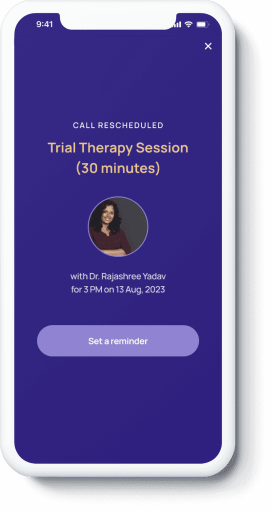 9:41
CALL RESCHEDULED
Trial Therapy Session
(30 minutes)
with Dr. Rajashree Yadav
for 3 PM on 13 Aug, 2023
Set a reminder